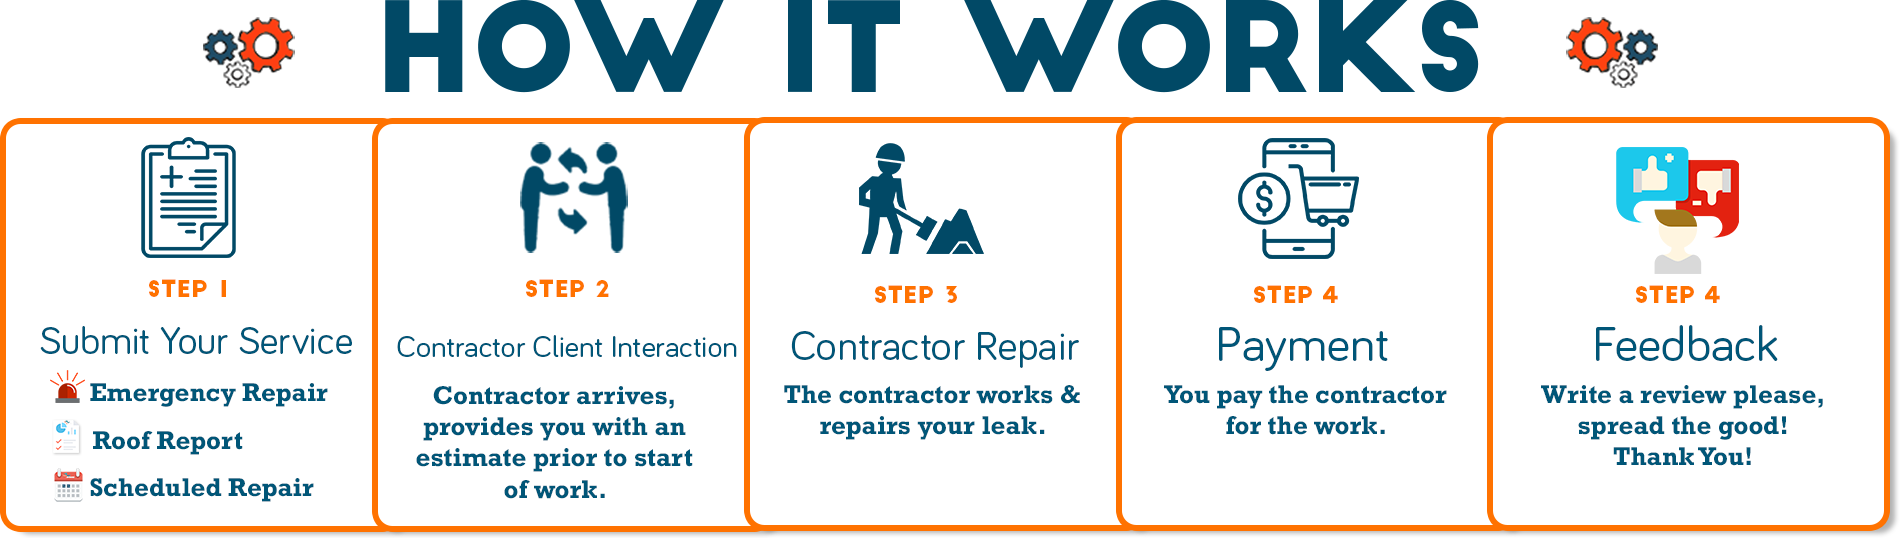 HOW IT WORKS
STEP 1
Submit Your Service
Emergency Repair
Roof Report
Scheduled Repair
STEP 2
Contractor Client Interaction
Contractor arrives,
provides you with an
estimate prior to start
of work.
STEP 3
Contractor Repair
The contractor works &
repairs your leak.
STEP 4
Payment
You pay the contractor
for the work.
STEP 4
Feedback
Write a review please,
spread the good!
Thank You!